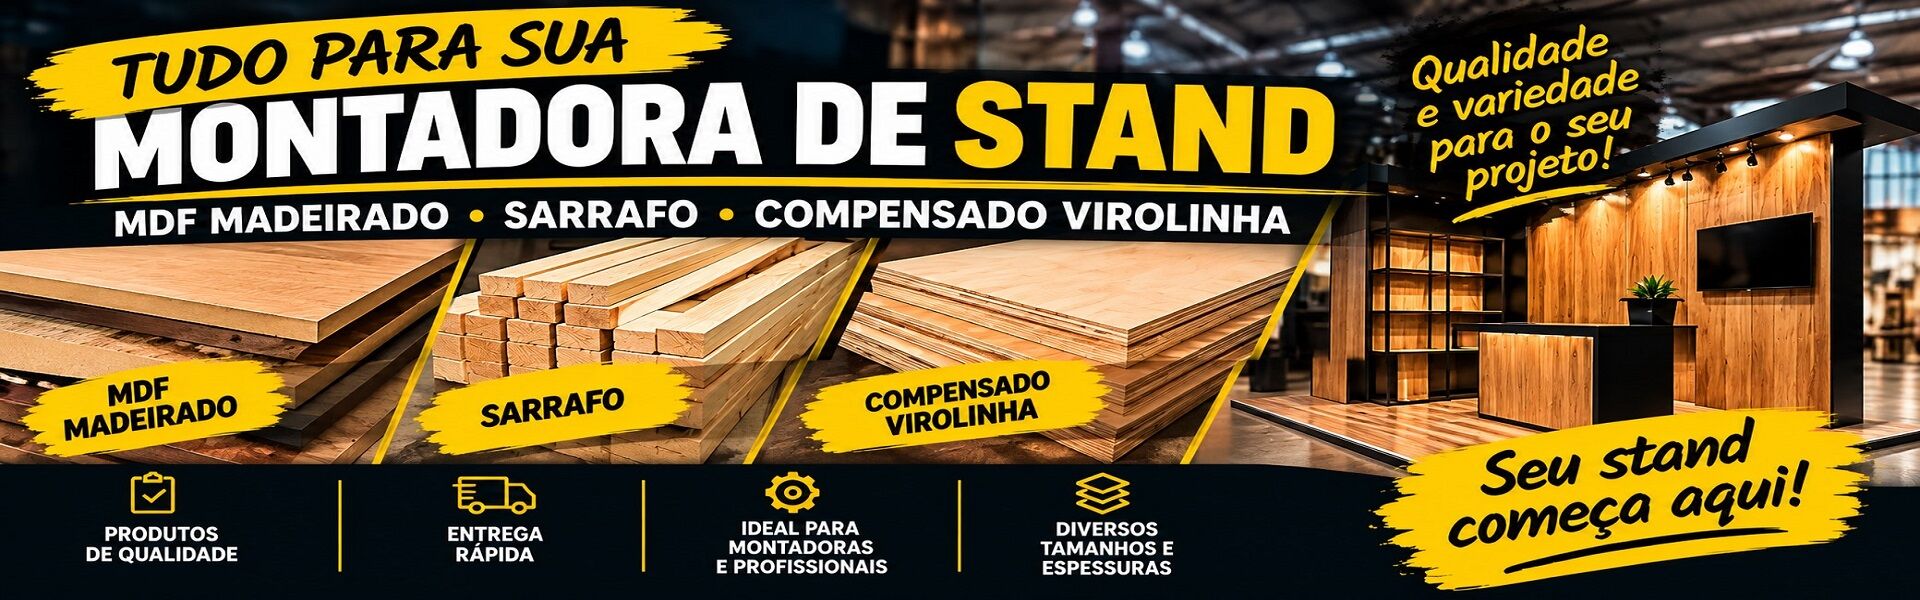 TUDO PARA SUA
MONTADORA DE STAND
MDF MADEIRADO • SARRAFO • COMPENSADO VIROLINHA
Qualidade
e variedade
para o seu
projeto!
MDF
MADEIRADO
SARRAFO
COMPENSADO
VIROLINHA
PRODUTOS
DE QUALIDADE
ENTREGA
RÁPIDA
IDEAL PARA
MONTADORAS
E PROFISSIONAIS
DIVERSOS
TAMANHOS E
ESPESSURAS
Seu stand
começa aqui!